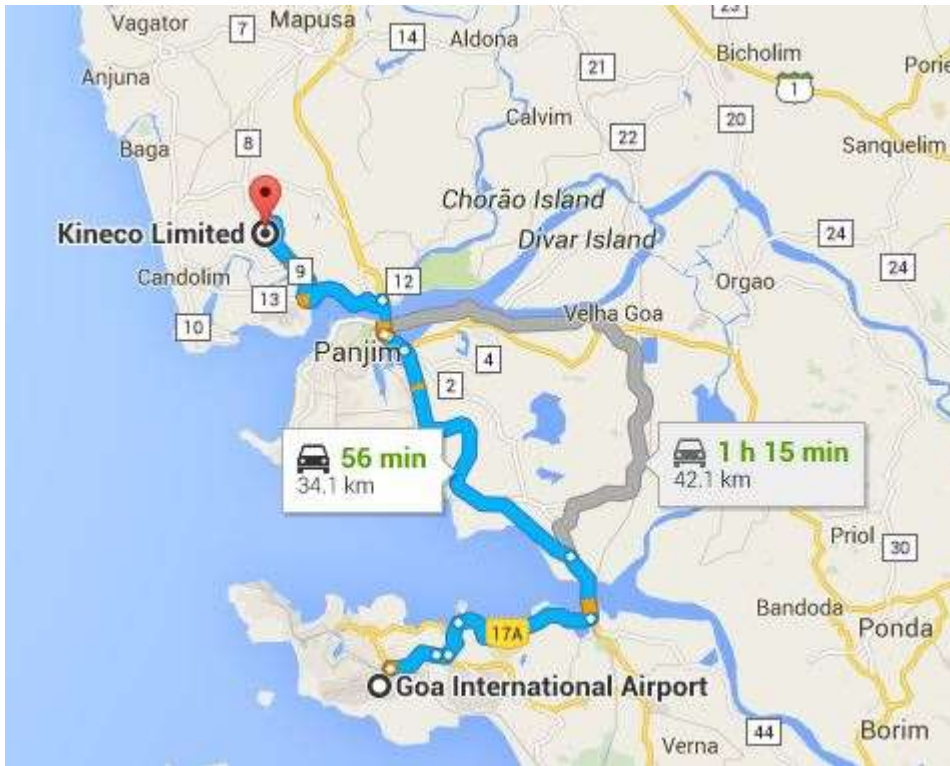 Vagator
7
Mapusa
14
Aldona
23
Bicholim
Anjuna
21
1
Porie
Baga
8
Calvim
22
20
Sanquelim
Chorão Island
Kineco Limited
Divar Island
24
24
Candolim
9
12
Orgao
13
10
Velha Goa
Panjim
4
2
56 min
34.1 km
1 h 15 min
42.1 km
Priol
30
Bandoda
Ponda
17A
Goa International Airport
44
Verna
Borim